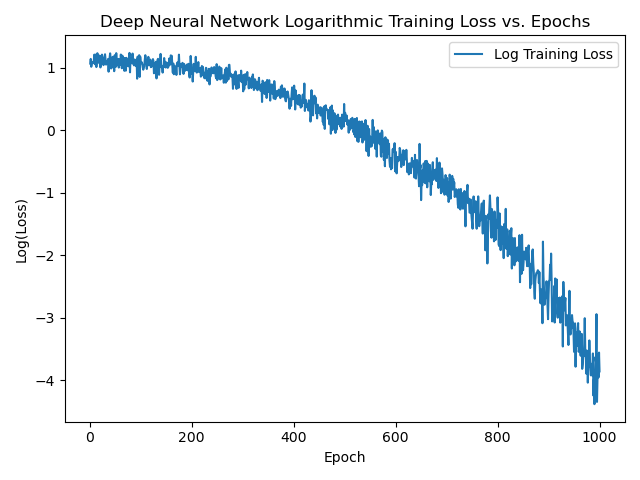 Deep Neural Network Logarithmic Training Loss vs. Epochs
Log Training Loss
Log(Loss)
1
0
−1
−2
−3
−4
0 200 400 600 800 1000
Epoch